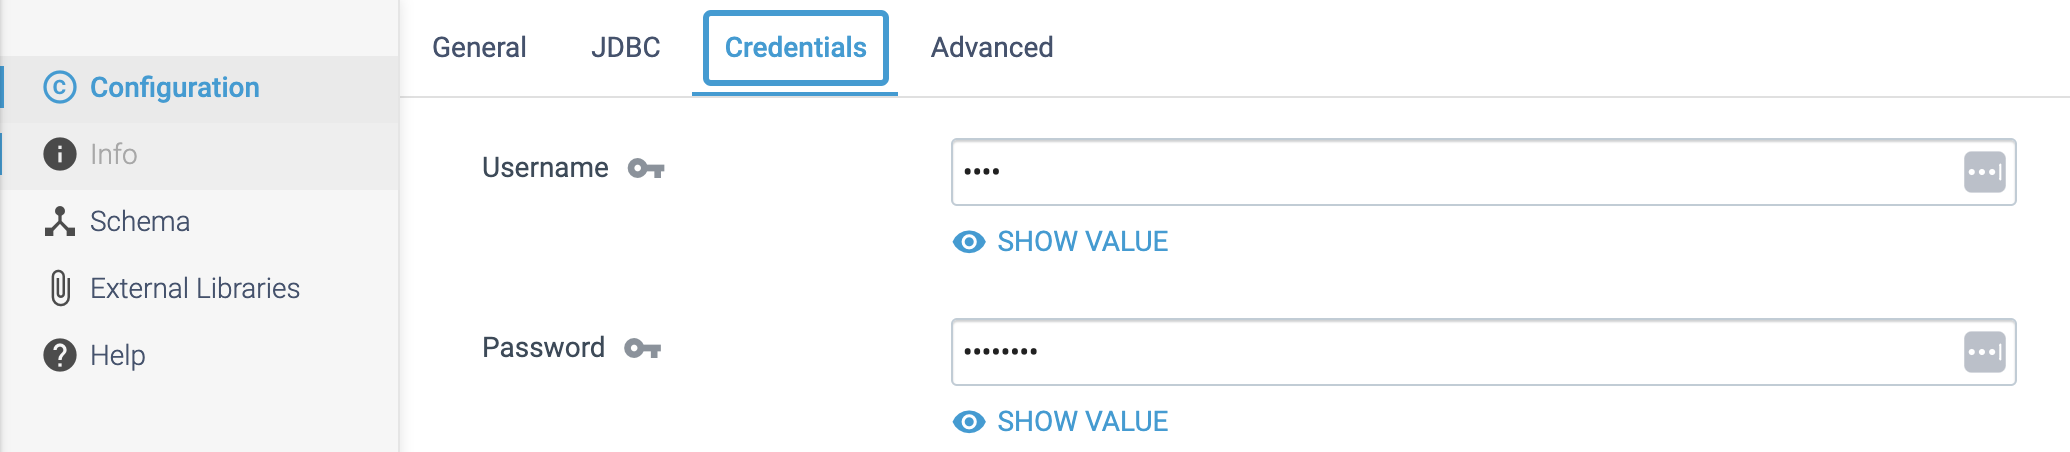 General
JDBC
Credentials
Advanced
Configuration
Info
Schema
External Libraries
Help
Username
••••
SHOW VALUE
Password
••••••••
SHOW VALUE